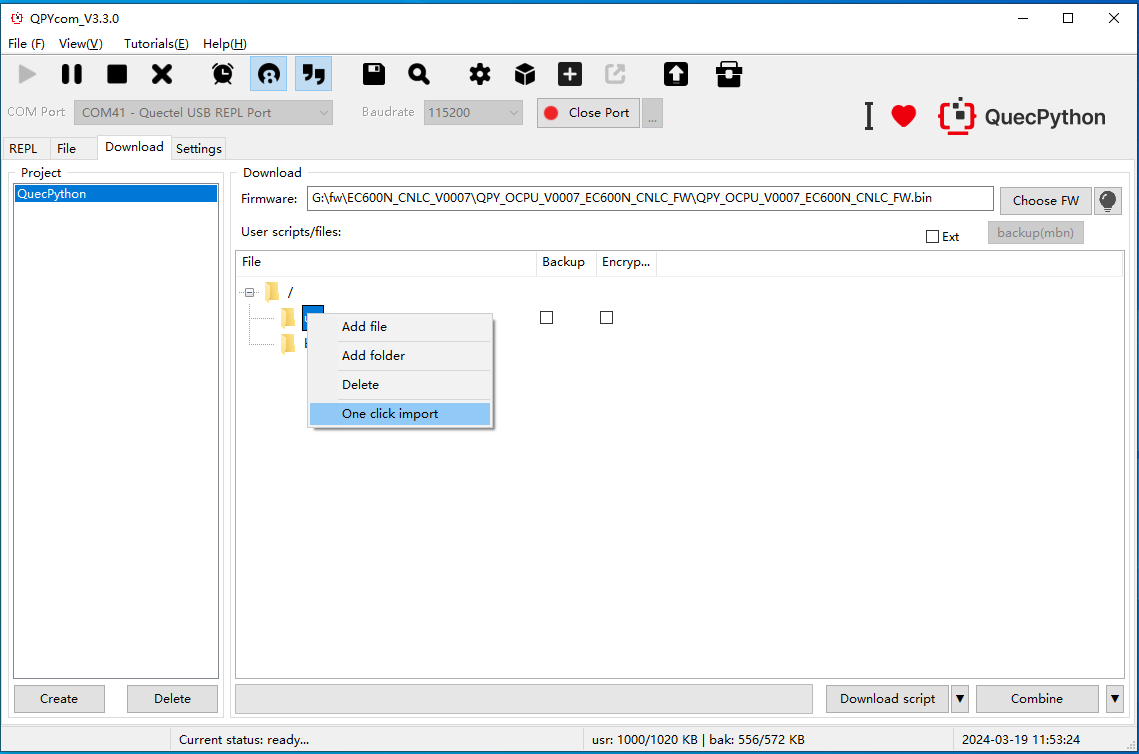 QPYcom_V3.3.0
File (F) View(V) Tutorials(E) Help(H)
COM Port COM41 - Quectel USB REPL Port Baudrate 115200 Close Port ...
I QuecPython
REPL File Download Settings
Project
QuecPython
Download
Firmware: G:\fw\EC600N_CNLC_V0007\QPY_OCPU_V0007_EC600N_CNLC_FW\QPY_OCPU_V0007_EC600N_CNLC_FW.bin Choose FW
User scripts/files: Ext backup(mbn)
File Backup Encryp...
/
Add file
Add folder
Delete
One click import
Create Delete Download script Combine
Current status: ready... usr: 1000/1020 KB | bak: 556/572 KB 2024-03-19 11:53:24